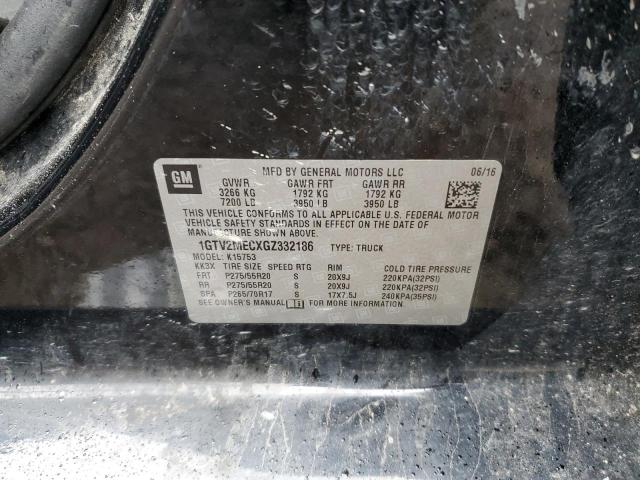 GM
MFD BY GENERAL MOTORS LLC 06/16
GVWR GAWR FRT GAWR RR
3266 KG 1792 KG 1792 KG
7200 LB 3950 LB 3950 LB
THIS VEHICLE CONFORMS TO ALL APPLICABLE U.S. FEDERAL MOTOR
VEHICLE SAFETY STANDARDS IN EFFECT ON THE DATE OF
MANUFACTURE SHOWN ABOVE.
1GTV2MECXGZ332186 TYPE: TRUCK
MODEL: K15753
KK3X TIRE SIZE SPEED RTG RIM COLD TIRE PRESSURE
FRT P275/55R20 S 20X9J 220KPA(32PSI)
RR P275/55R20 S 20X9J 220KPA(32PSI)
SPA P265/70R17 S 17X7.5J 240KPA(35PSI)
SEE OWNER'S MANUAL FOR MORE INFORMATION.